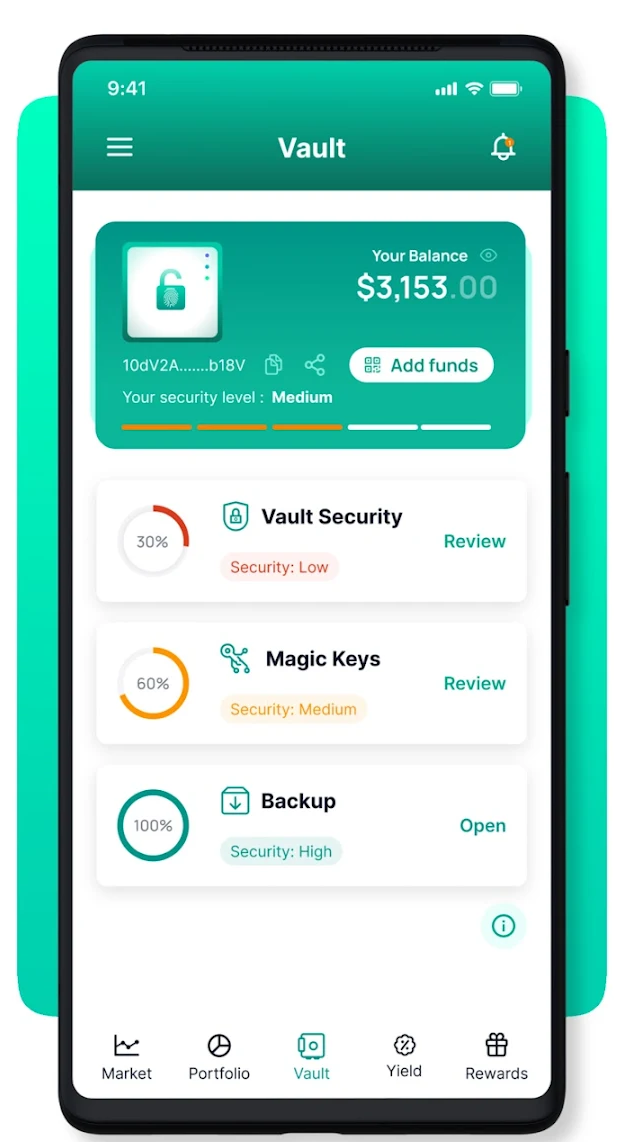 9:41
Vault
Your Balance
$3,153.00
10dV2A.......b18V
Add funds
Your security level : Medium
30%
Vault Security
Security: Low
Review
60%
Magic Keys
Security: Medium
Review
100%
Backup
Security: High
Open
Market
Portfolio
Vault
Yield
Rewards